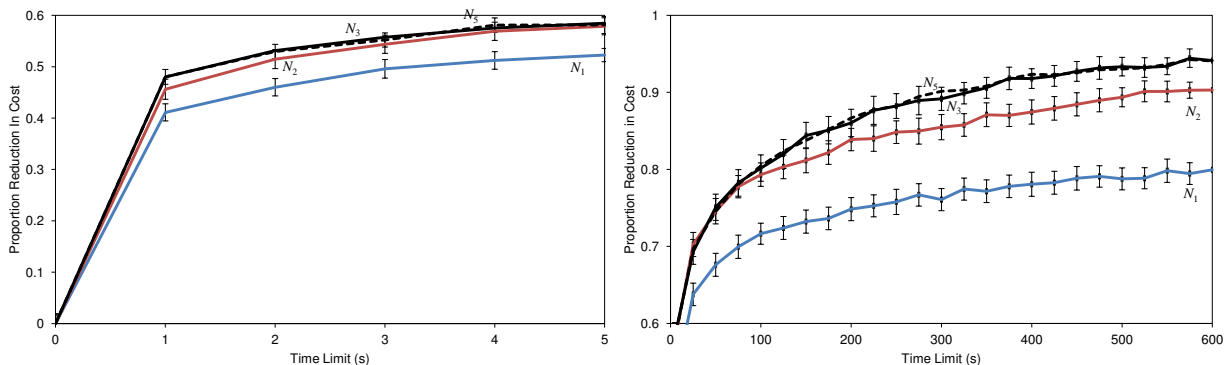 0.6
0.5
0.4
0.3
0.2
0.1
0
Proportion Reduction In Cost
N3
N5
N2
N1
0 1 2 3 4 5
Time Limit (s)
1
0.9
0.8
0.7
0.6
Proportion Reduction in Cost
N5
N3
N2
N1
0 100 200 300 400 500 600
Time Limit (s)